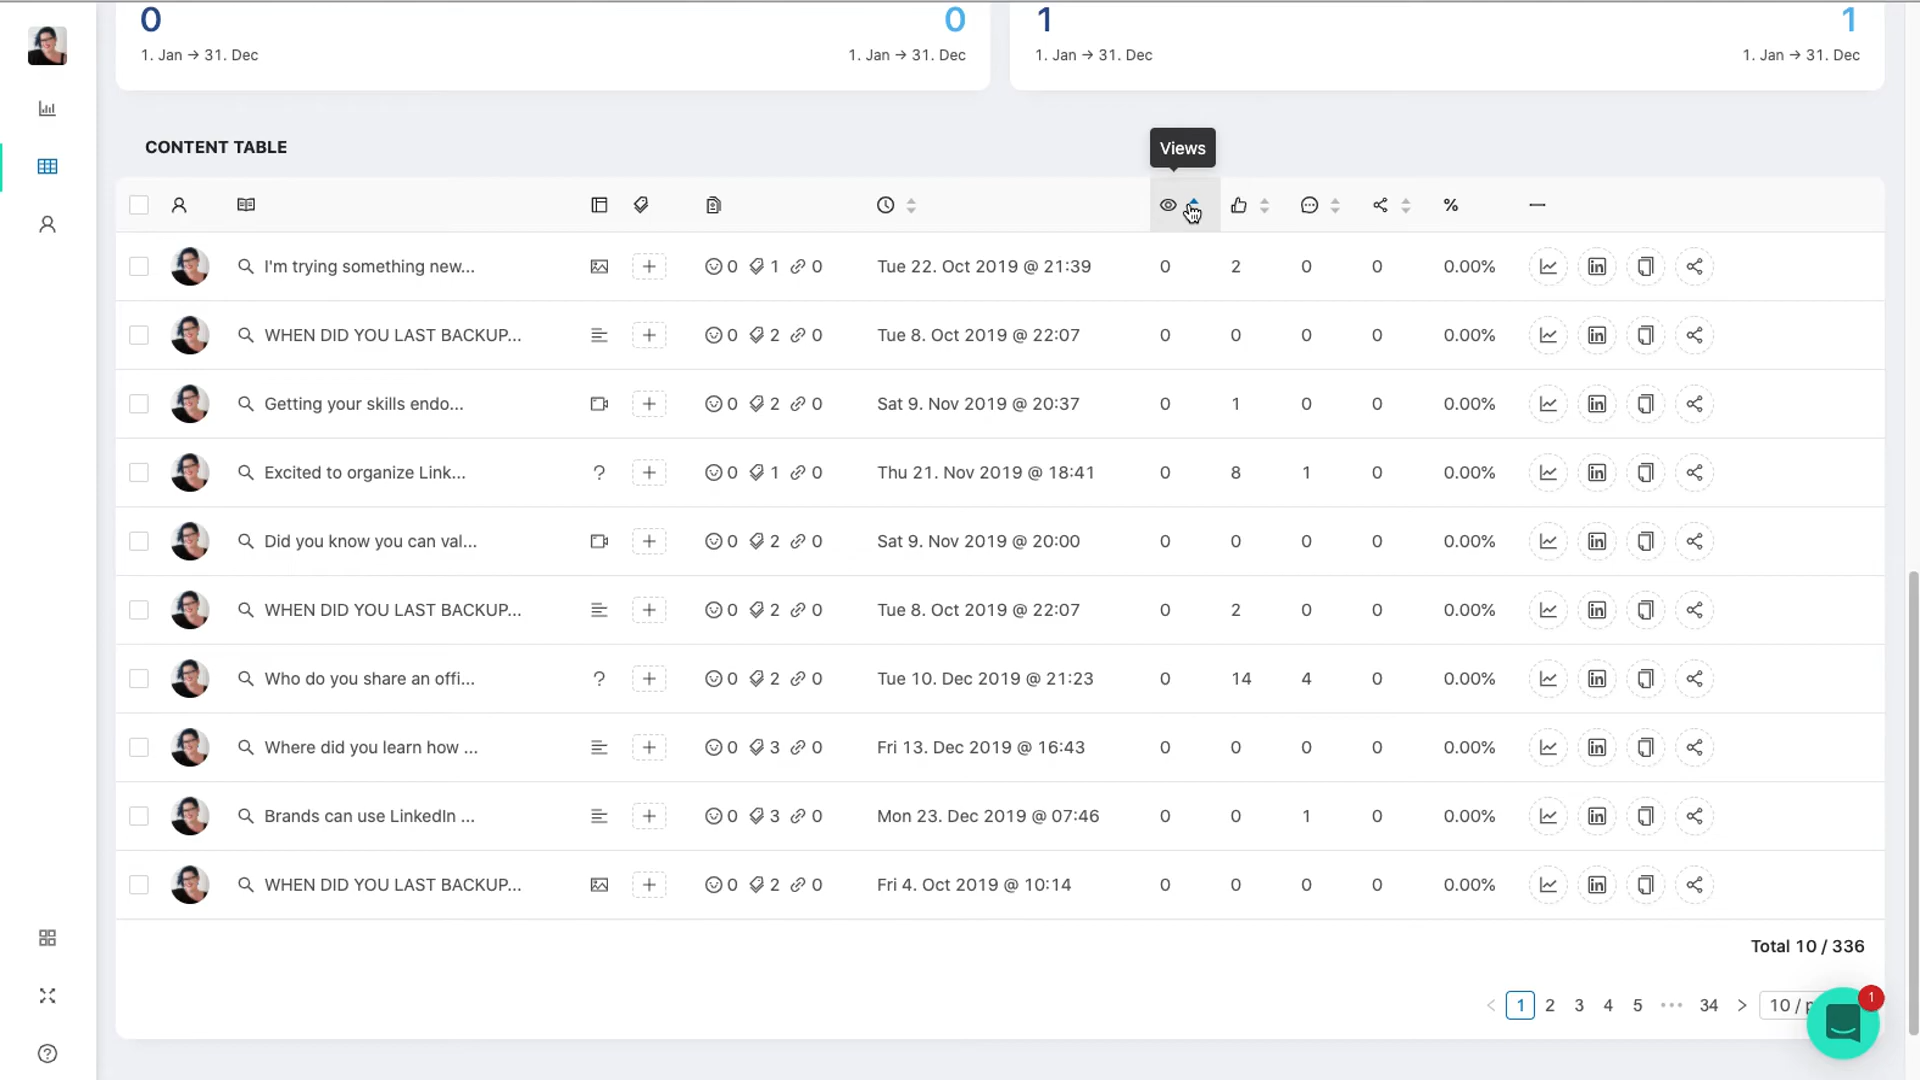 0 0 1 1
1. Jan → 31. Dec 1. Jan → 31. Dec 1. Jan → 31. Dec 1. Jan → 31. Dec
CONTENT TABLE
Views
%
I'm trying something new... 0 1 0 Tue 22. Oct 2019 @ 21:39 0 2 0 0 0.00%
WHEN DID YOU LAST BACKUP... 0 2 0 Tue 8. Oct 2019 @ 22:07 0 0 0 0 0.00%
Getting your skills endo... 0 2 0 Sat 9. Nov 2019 @ 20:37 0 1 0 0 0.00%
Excited to organize Link... ? 0 1 0 Thu 21. Nov 2019 @ 18:41 0 8 1 0 0.00%
Did you know you can val... 0 2 0 Sat 9. Nov 2019 @ 20:00 0 0 0 0 0.00%
WHEN DID YOU LAST BACKUP... 0 2 0 Tue 8. Oct 2019 @ 22:07 0 2 0 0 0.00%
Who do you share an offi... ? 0 2 0 Tue 10. Dec 2019 @ 21:23 0 14 4 0 0.00%
Where did you learn how ... 0 3 0 Fri 13. Dec 2019 @ 16:43 0 0 0 0 0.00%
Brands can use LinkedIn ... 0 3 0 Mon 23. Dec 2019 @ 07:46 0 0 1 0 0.00%
WHEN DID YOU LAST BACKUP... 0 2 0 Fri 4. Oct 2019 @ 10:14 0 0 0 0 0.00%
Total 10 / 336
1 2 3 4 5 ••• 34 10 /
1